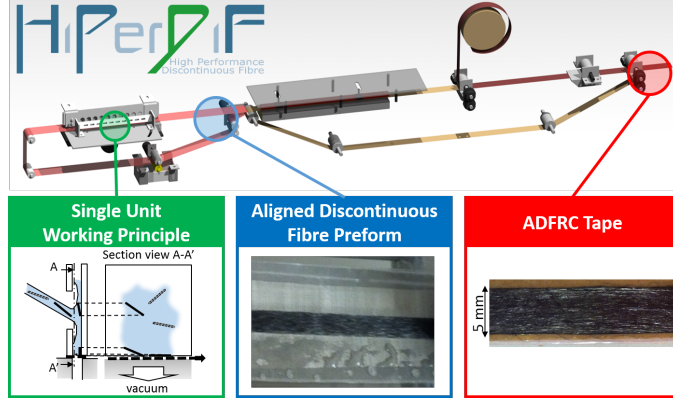 HiPerDiF
High Performance
Discontinuous Fibre
Single Unit
Working Principle
Section view A-A'
A
A'
vacuum
Aligned Discontinuous
Fibre Preform
ADFRC Tape
5 mm